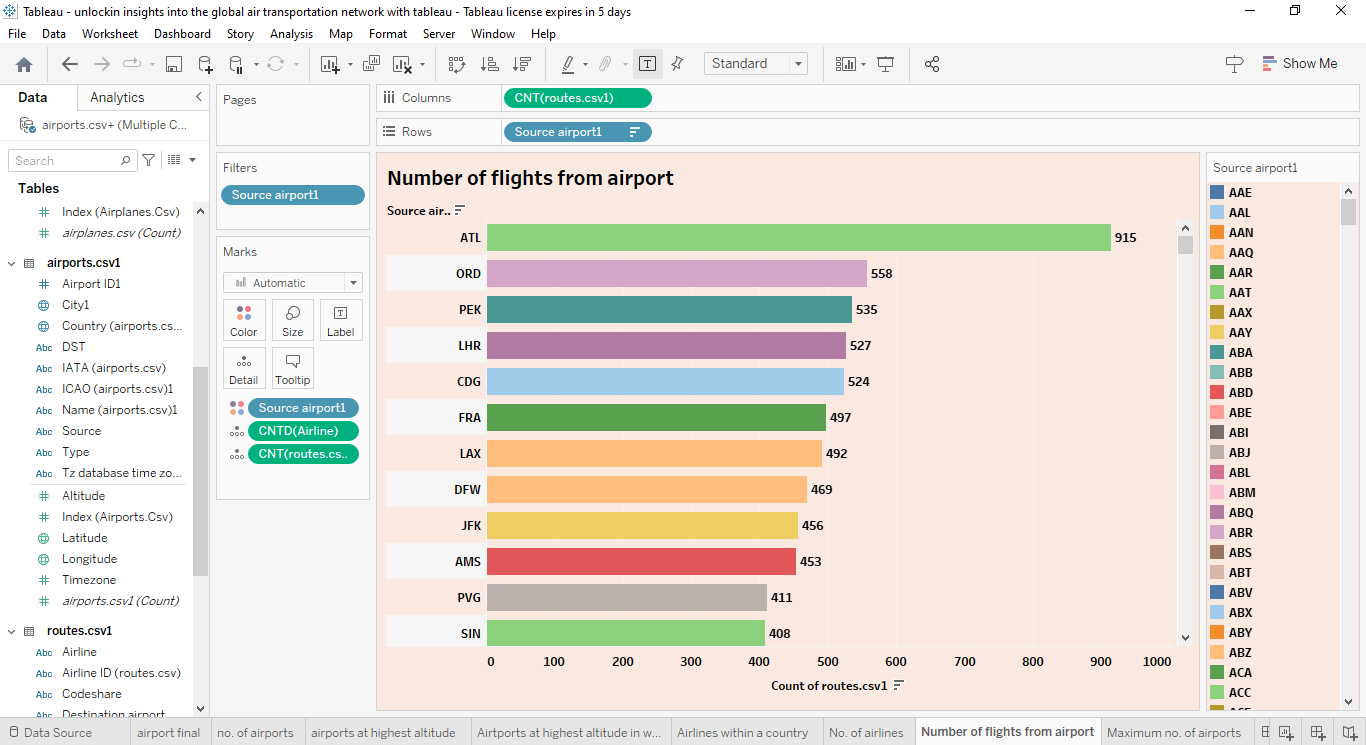 Tableau - unlockin insights into the global air transportation network with tableau - Tableau license expires in 5 days
File Data Worksheet Dashboard Story Analysis Map Format Server Window Help
Standard
Show Me
Data Analytics
airports.csv+ (Multiple C...
Search
Tables
Index (Airplanes.Csv)
airplanes.csv (Count)
airports.csv1
Airport ID1
City1
Country (airports.cs...
Abc DST
Abc IATA (airports.csv)
Abc ICAO (airports.csv)1
Abc Name (airports.csv)1
Abc Source
Abc Type
Abc Tz database time zo...
Altitude
Index (Airports.Csv)
Latitude
Longitude
Timezone
airports.csv1 (Count)
routes.csv1
Abc Airline
Abc Airline ID (routes.csv)
Abc Codeshare
Abc Destination airport
Pages
Filters
Source airport1
Marks
Automatic
Color Size Label
Detail Tooltip
Source airport1
CNTD(Airline)
CNT(routes.cs..
Columns CNT(routes.csv1)
Rows Source airport1
Number of flights from airport
Source air..
ATL 915
ORD 558
PEK 535
LHR 527
CDG 524
FRA 497
LAX 492
DFW 469
JFK 456
AMS 453
PVG 411
SIN 408
0 100 200 300 400 500 600 700 800 900 1000
Count of routes.csv1
Source airport1
AAE
AAL
AAN
AAQ
AAR
AAT
AAX
AAY
ABA
ABB
ABD
ABE
ABI
ABJ
ABL
ABM
ABQ
ABR
ABS
ABT
ABV
ABX
ABY
ABZ
ACA
ACC
Data Source airport final no. of airports airports at highest altitude Airtports at highest altitude in w... Airlines within a country No. of airlines Number of flights from airport Maximum no. of airports